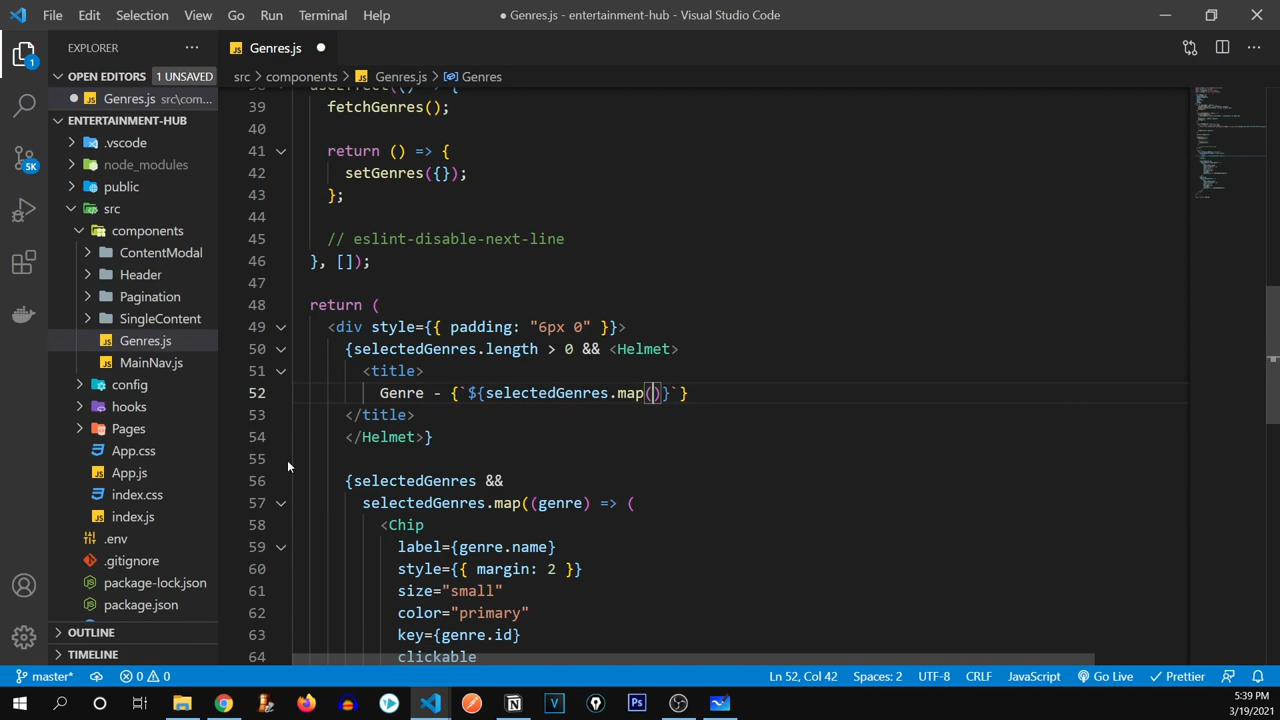 File Edit Selection View Go Run Terminal Help
● Genres.js - entertainment-hub - Visual Studio Code
EXPLORER
OPEN EDITORS 1 UNSAVED
Genres.js src\com...
ENTERTAINMENT-HUB
.vscode
node_modules
public
src
components
ContentModal
Header
Pagination
SingleContent
Genres.js
MainNav.js
config
hooks
Pages
App.css
App.js
index.css
index.js
.env
.gitignore
package-lock.json
package.json
OUTLINE
TIMELINE
1
5K
JS Genres.js
src > components > JS Genres.js > Genres
39 fetchGenres();
40
41 return () => {
42 setGenres({});
43 };
44
45 // eslint-disable-next-line
46 }, []);
47
48 return (
49 <div style={{ padding: "6px 0" }}>
50 {selectedGenres.length > 0 && <Helmet>
51 <title>
52 Genre - {`${selectedGenres.map()}`}
53 </title>
54 </Helmet>}
55
56 {selectedGenres &&
57 selectedGenres.map((genre) => (
58 <Chip
59 label={genre.name}
60 style={{ margin: 2 }}
61 size="small"
62 color="primary"
63 key={genre.id}
64 clickable
master* 0 0
Ln 52, Col 42 Spaces: 2 UTF-8 CRLF JavaScript Go Live Prettier
5:39 PM
3/19/2021